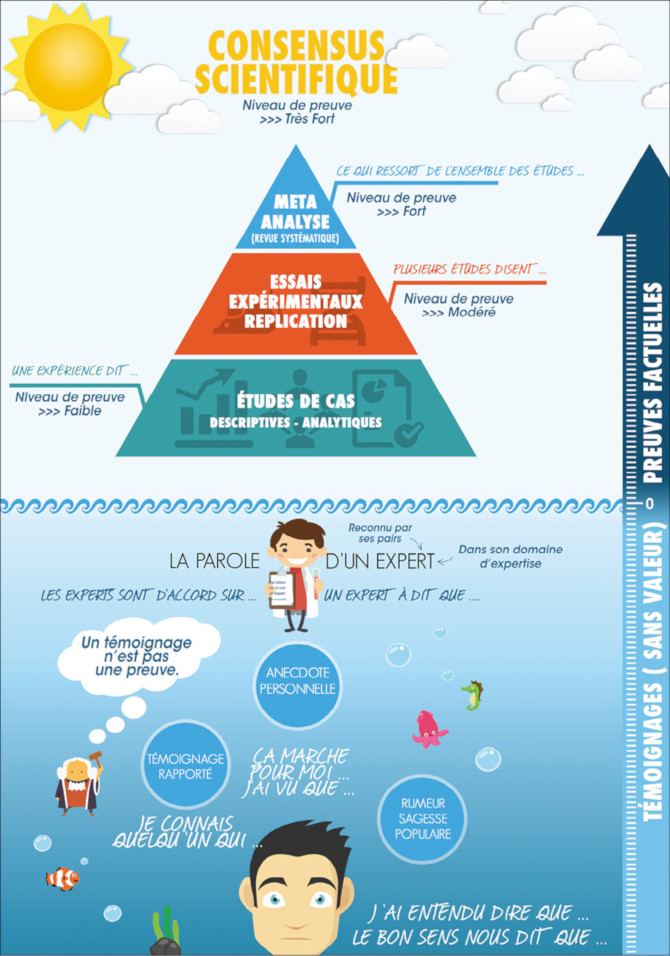 CONSENSUS
SCIENTIFIQUE
Niveau de preuve
>>> Très Fort
CE QUI RESSORT DE L'ENSEMBLE DES ÉTUDES ...
Niveau de preuve
>>> Fort
META
ANALYSE
(REVUE SYSTÉMATIQUE)
PLUSIEURS ÉTUDES DISENT ...
Niveau de preuve
>>> Modéré
ESSAIS
EXPÉRIMENTAUX
REPLICATION
UNE EXPÉRIENCE DIT ...
Niveau de preuve
>>> Faible
ÉTUDES DE CAS
DESCRIPTIVES - ANALYTIQUES
PREUVES FACTUELLES
0
TÉMOIGNAGES ( SANS VALEUR)
Reconnu par
ses pairs
LA PAROLE D'UN EXPERT
Dans son domaine
d'expertise
LES EXPERTS SONT D'ACCORD SUR ... UN EXPERT À DIT QUE ....
Un témoignage
n'est pas
une preuve.
ANECDOTE
PERSONNELLE
TÉMOIGNAGE
RAPPORTÉ
ÇA MARCHE
POUR MOI ...
J'AI VU QUE ...
RUMEUR
SAGESSE
POPULAIRE
JE CONNAIS
QUELQU'UN QUI ...
J'AI ENTENDU DIRE QUE ...
LE BON SENS NOUS DIT QUE ...